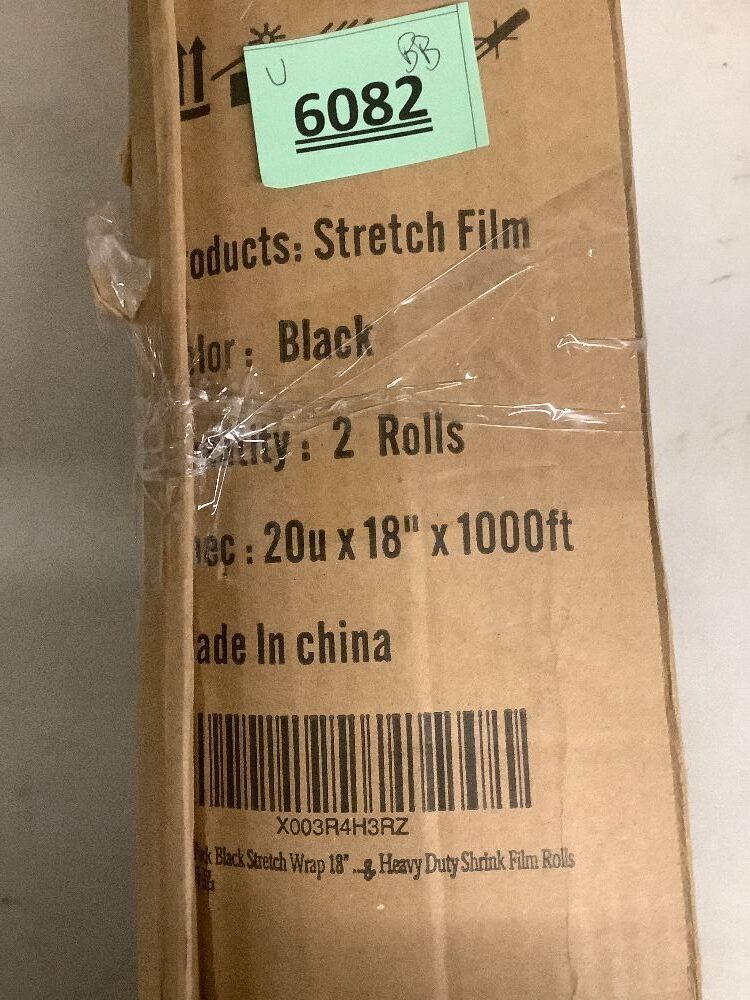 U BB
6082
oducts: Stretch Film
lor : Black
ntity : 2 Rolls
ec : 20u x 18" x 1000ft
ade In china
X003R4H3RZ
k Black Stretch Wrap 18" ...g, Heavy Duty Shrink Film Rolls